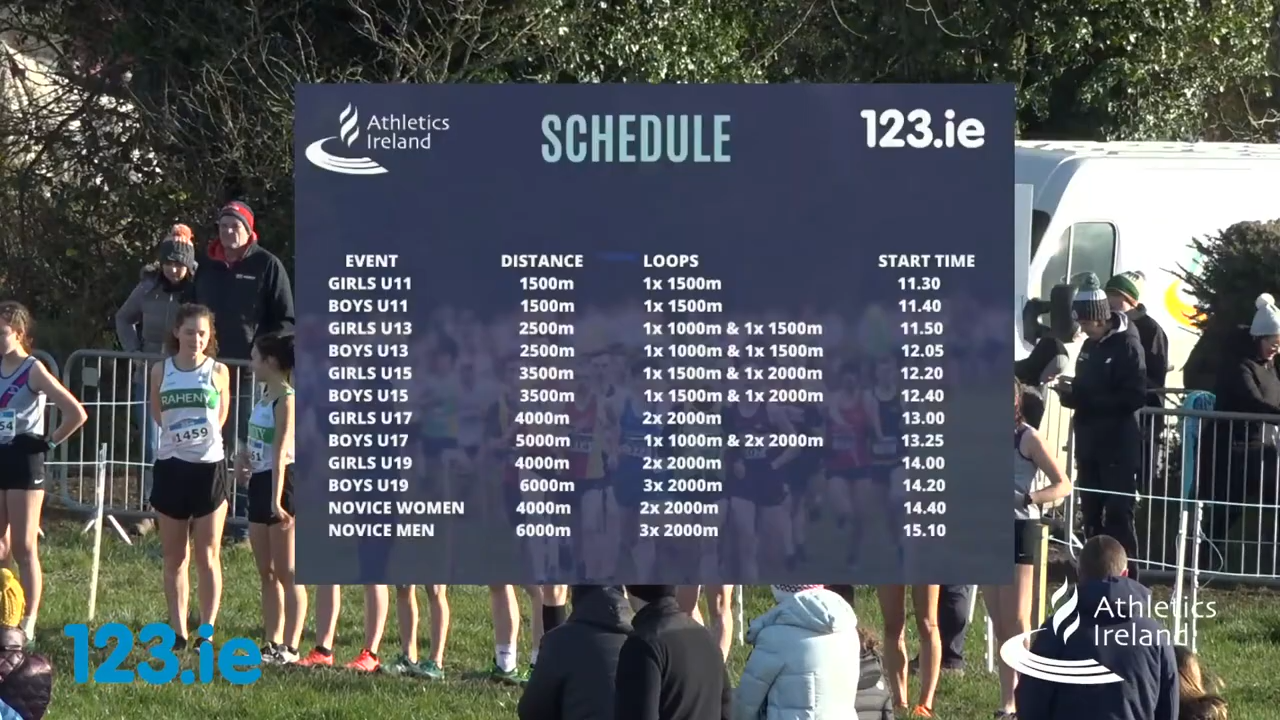 Athletics
Ireland
SCHEDULE
123.ie
EVENT DISTANCE LOOPS START TIME
GIRLS U11 1500m 1x 1500m 11.30
BOYS U11 1500m 1x 1500m 11.40
GIRLS U13 2500m 1x 1000m & 1x 1500m 11.50
BOYS U13 2500m 1x 1000m & 1x 1500m 12.05
GIRLS U15 3500m 1x 1500m & 1x 2000m 12.20
BOYS U15 3500m 1x 1500m & 1x 2000m 12.40
GIRLS U17 4000m 2x 2000m 13.00
BOYS U17 5000m 1x 1000m & 2x 2000m 13.25
GIRLS U19 4000m 2x 2000m 14.00
BOYS U19 6000m 3x 2000m 14.20
NOVICE WOMEN 4000m 2x 2000m 14.40
NOVICE MEN 6000m 3x 2000m 15.10
RAHENY
1459
54
123.ie
Athletics
Ireland